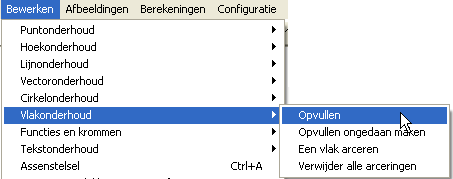 Bewerken Afbeeldingen Berekeningen Configuratie
Puntonderhoud
Hoekonderhoud
Lijnonderhoud
Vectoronderhoud
Cirkelonderhoud
Vlakonderhoud
Opvullen
Functies en krommen
Opvullen ongedaan maken
Tekstonderhoud
Een vlak arceren
Assenstelsel Ctrl+A
Verwijder alle arceringen